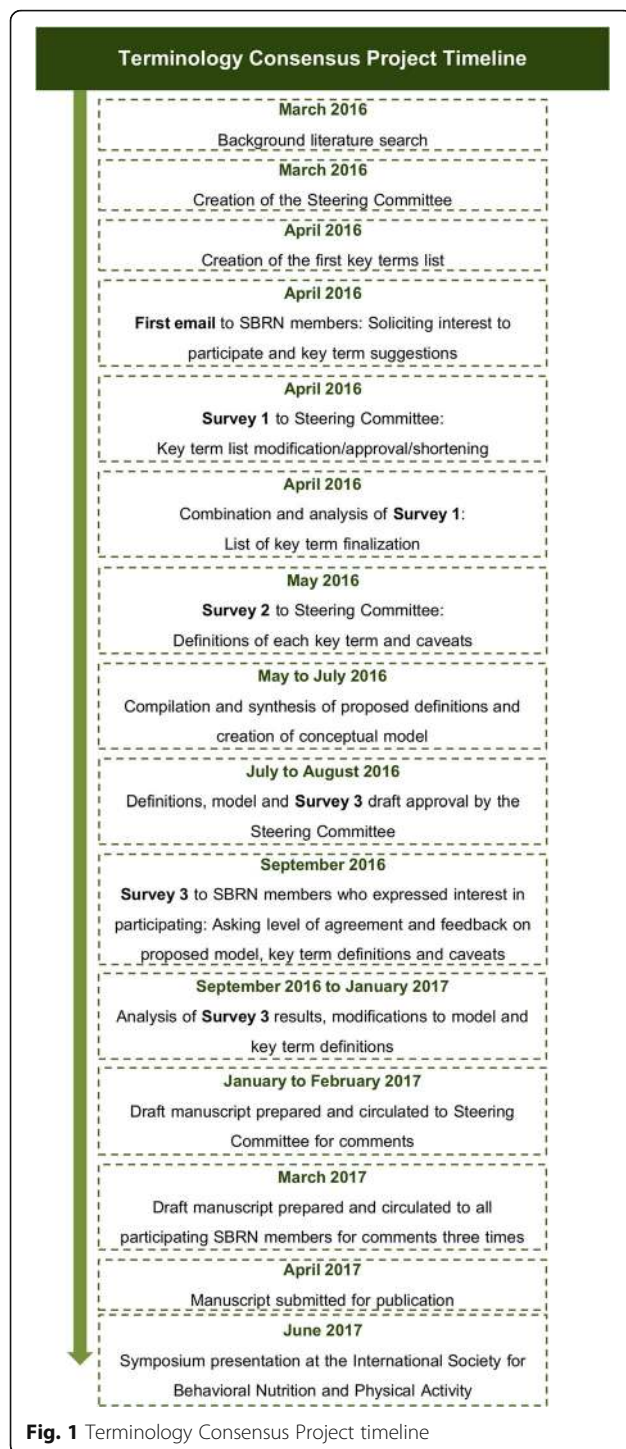 Terminology Consensus Project Timeline
March 2016
Background literature search
March 2016
Creation of the Steering Committee
April 2016
Creation of the first key terms list
April 2016
First email to SBRN members: Soliciting interest to
participate and key term suggestions
April 2016
Survey 1 to Steering Committee:
Key term list modification/approval/shortening
April 2016
Combination and analysis of Survey 1:
List of key term finalization
May 2016
Survey 2 to Steering Committee:
Definitions of each key term and caveats
May to July 2016
Compilation and synthesis of proposed definitions and
creation of conceptual model
July to August 2016
Definitions, model and Survey 3 draft approval by the
Steering Committee
September 2016
Survey 3 to SBRN members who expressed interest in
participating: Asking level of agreement and feedback on
proposed model, key term definitions and caveats
September 2016 to January 2017
Analysis of Survey 3 results, modifications to model and
key term definitions
January to February 2017
Draft manuscript prepared and circulated to Steering
Committee for comments
March 2017
Draft manuscript prepared and circulated to all
participating SBRN members for comments three times
April 2017
Manuscript submitted for publication
June 2017
Symposium presentation at the International Society for
Behavioral Nutrition and Physical Activity
Fig. 1 Terminology Consensus Project timeline